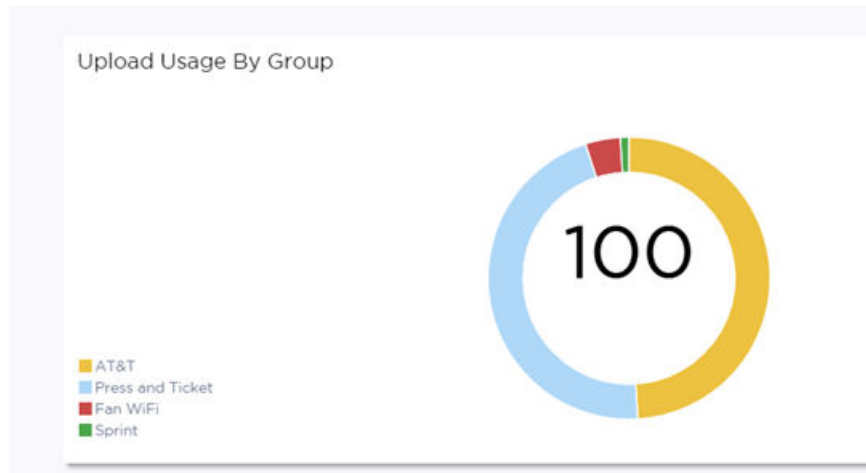 Upload Usage By Group
100
AT&T
Press and Ticket
Fan WiFi
Sprint